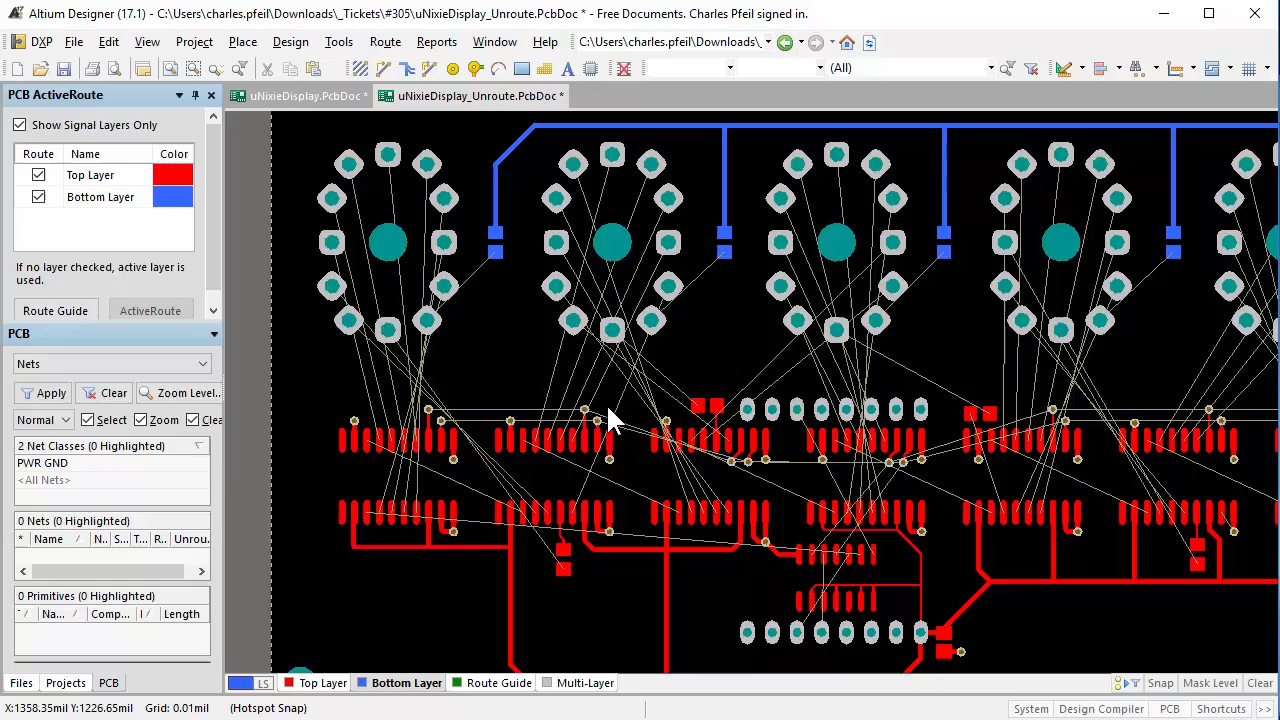 Altium Designer (17.1) - C:\Users\charles.pfeil\Downloads\_Tickets\#305\uNixieDisplay_Unroute.PcbDoc * - Free Documents. Charles Pfeil signed in.
DXP File Edit View Project Place Design Tools Route Reports Window Help C:\Users\charles.pfeil\Downloads\_
(All)
PCB ActiveRoute
uNixieDisplay.PcbDoc * uNixieDisplay_Unroute.PcbDoc *
Show Signal Layers Only
Route Name Color
Top Layer
Bottom Layer
If no layer checked, active layer is
used.
Route Guide ActiveRoute
PCB
Nets
Apply Clear Zoom Level...
Normal Select Zoom Clea
2 Net Classes (0 Highlighted)
PWR GND
<All Nets>
0 Nets (0 Highlighted)
* Name N.. S... T... R.. Unrou..
0 Primitives (0 Highlighted)
Na... Comp... Length
Files Projects PCB
LS Top Layer Bottom Layer Route Guide Multi-Layer Snap Mask Level Clear
X:1358.35mil Y:1226.65mil Grid: 0.01mil (Hotspot Snap) System Design Compiler PCB Shortcuts >>